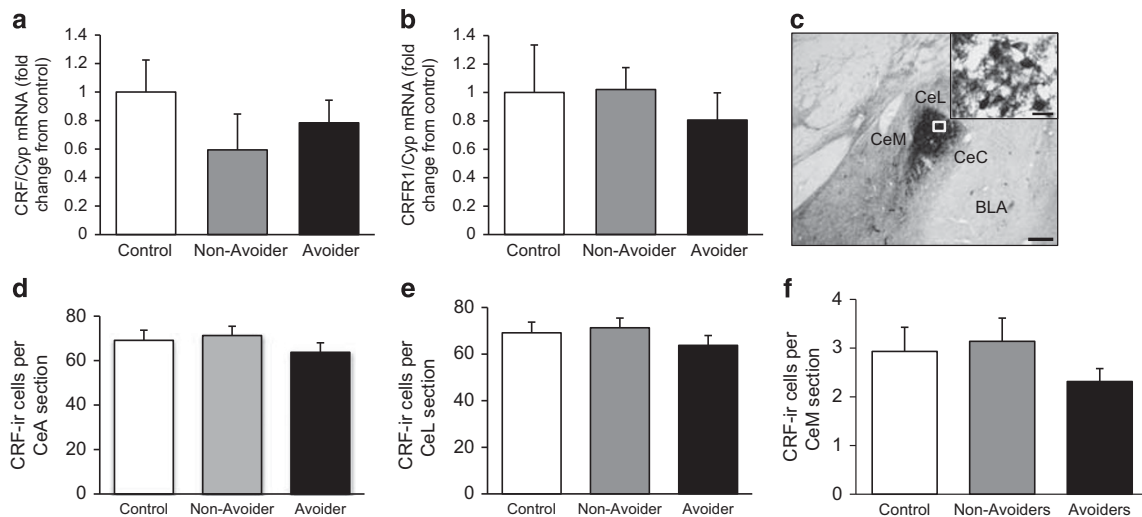 a
CRF/Cyp mRNA (fold
change from control)
1.4
1.2
1
0.8
0.6
0.4
0.2
0
Control
Non-Avoider
Avoider
b
CRFR1/Cyp mRNA (fold
change from control)
1.4
1.2
1
0.8
0.6
0.4
0.2
0
Control
Non-Avoider
Avoider
c
CeL
CeM
CeC
BLA
d
CRF-ir cells per
CeA section
80
60
40
20
0
Control
Non-Avoider
Avoider
e
CRF-ir cells per
CeL section
80
60
40
20
0
Control
Non-Avoider
Avoider
f
CRF-ir cells per
CeM section
4
3
2
1
0
Control
Non-Avoiders
Avoiders